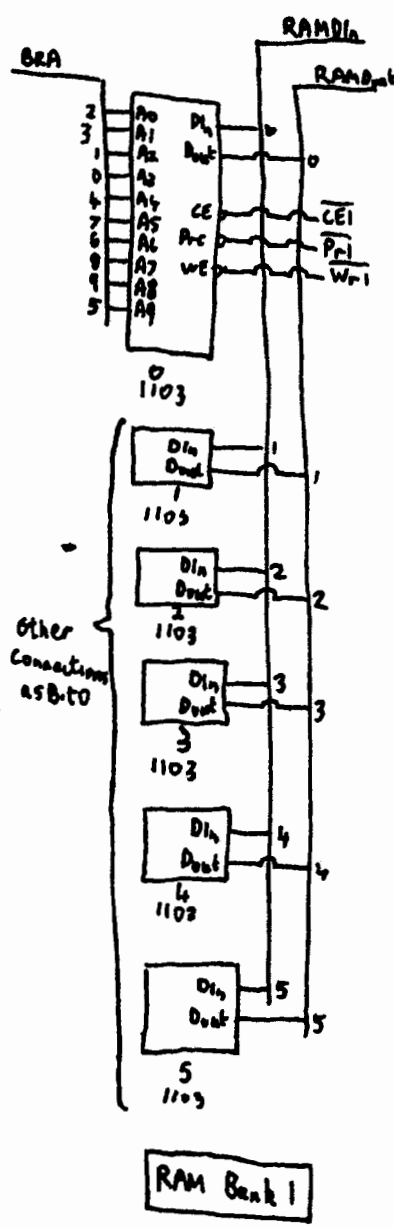 RAMDIn
BRA
RAMDout
2 A0 DIn 0
3 A1
1 A2 Dout 0
0 A3
4 A4 CE CE1
7 A5
6 A6 Pre Pr1
8 A7 WE Wr1
9 A8
5 A9
0
1103
DIn 1
Dout 1
1
1103
DIn 2
Dout 2
2
1103
Other
Connections
as Bit 0
DIn 3
Dout 3
3
1103
DIn 4
Dout 4
4
1103
DIn 5
Dout 5
5
1103
RAM Bank 1